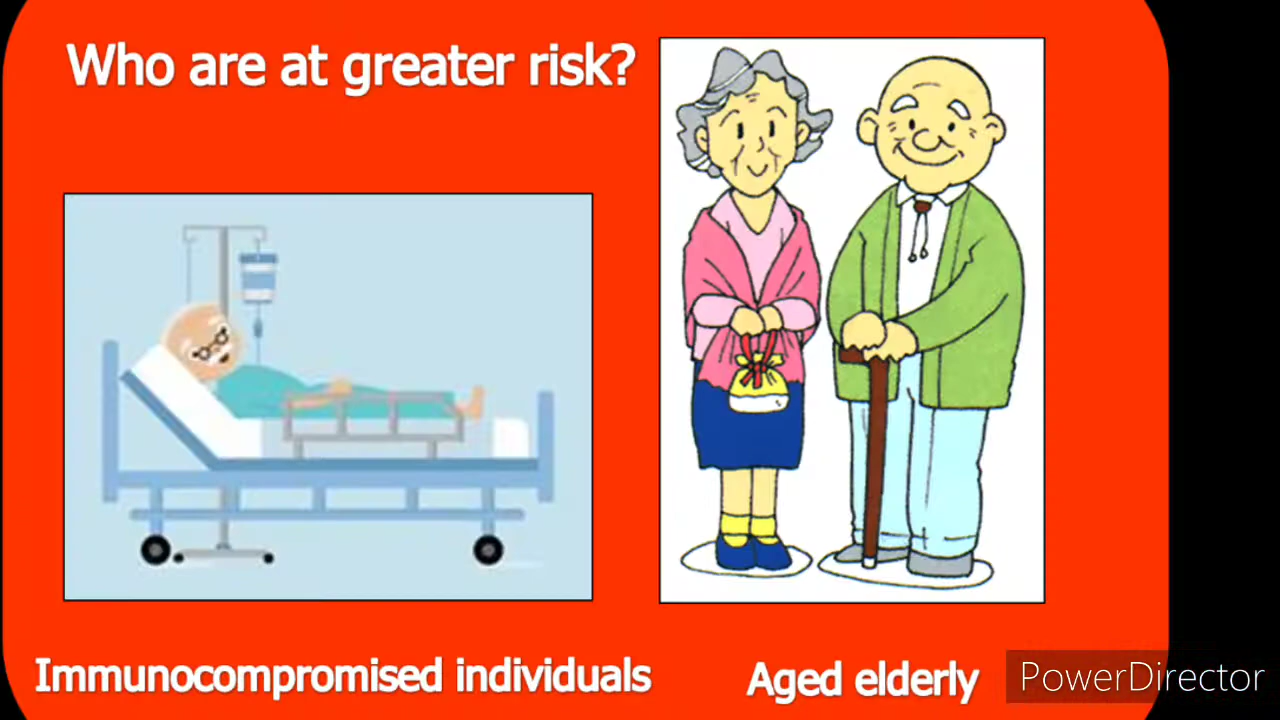 Who are at greater risk?
Immunocompromised individuals
Aged elderly
PowerDirector